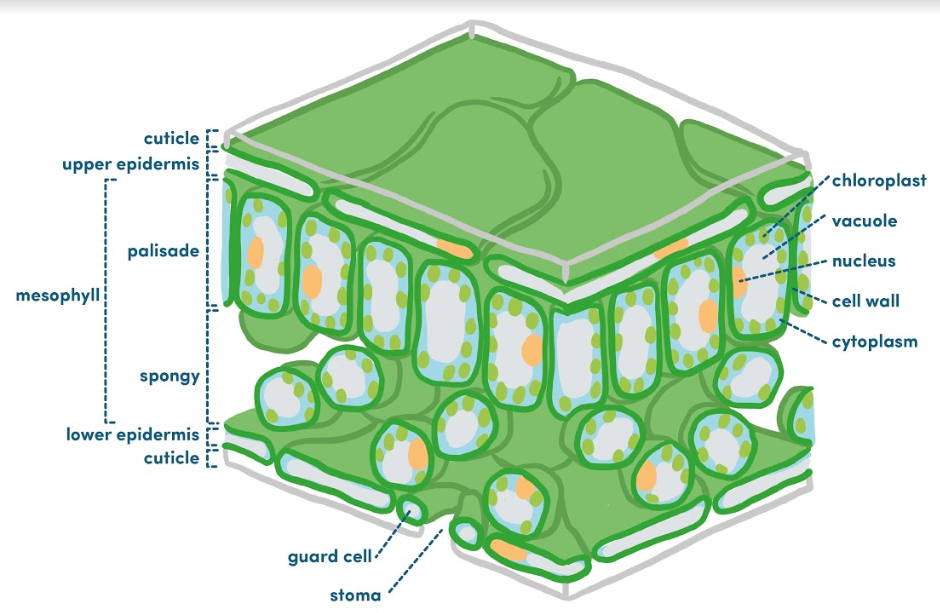 cuticle
upper epidermis
palisade
mesophyll
spongy
lower epidermis
cuticle
guard cell
stoma
chloroplast
vacuole
nucleus
cell wall
cytoplasm